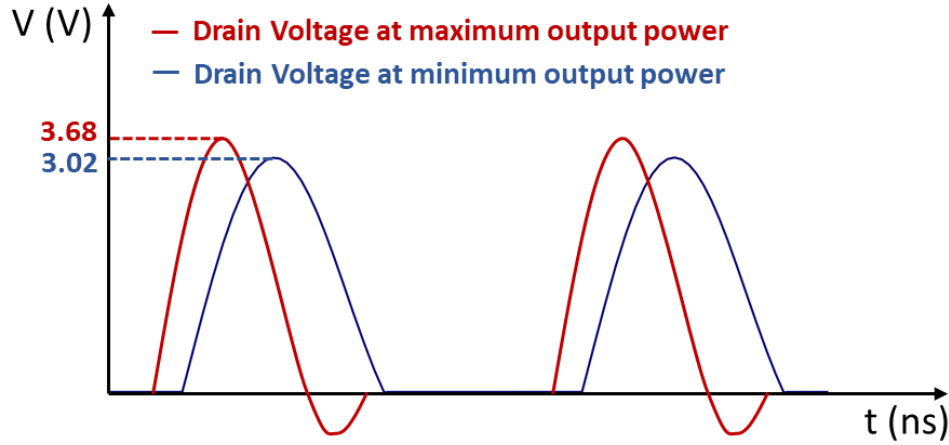 V (V)
Drain Voltage at maximum output power
Drain Voltage at minimum output power
3.68
3.02
t (ns)